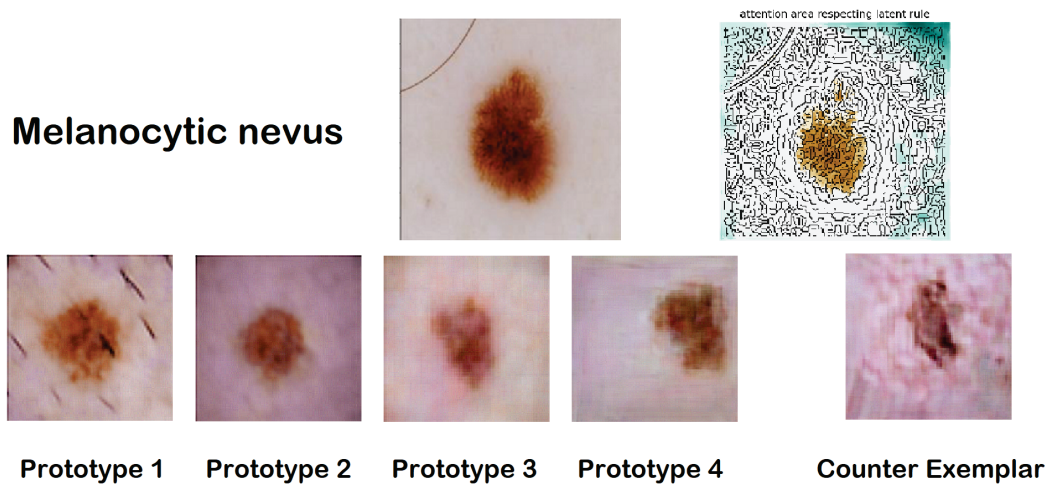 attention area respecting latent rule
Melanocytic nevus
Prototype 1
Prototype 2
Prototype 3
Prototype 4
Counter Exemplar